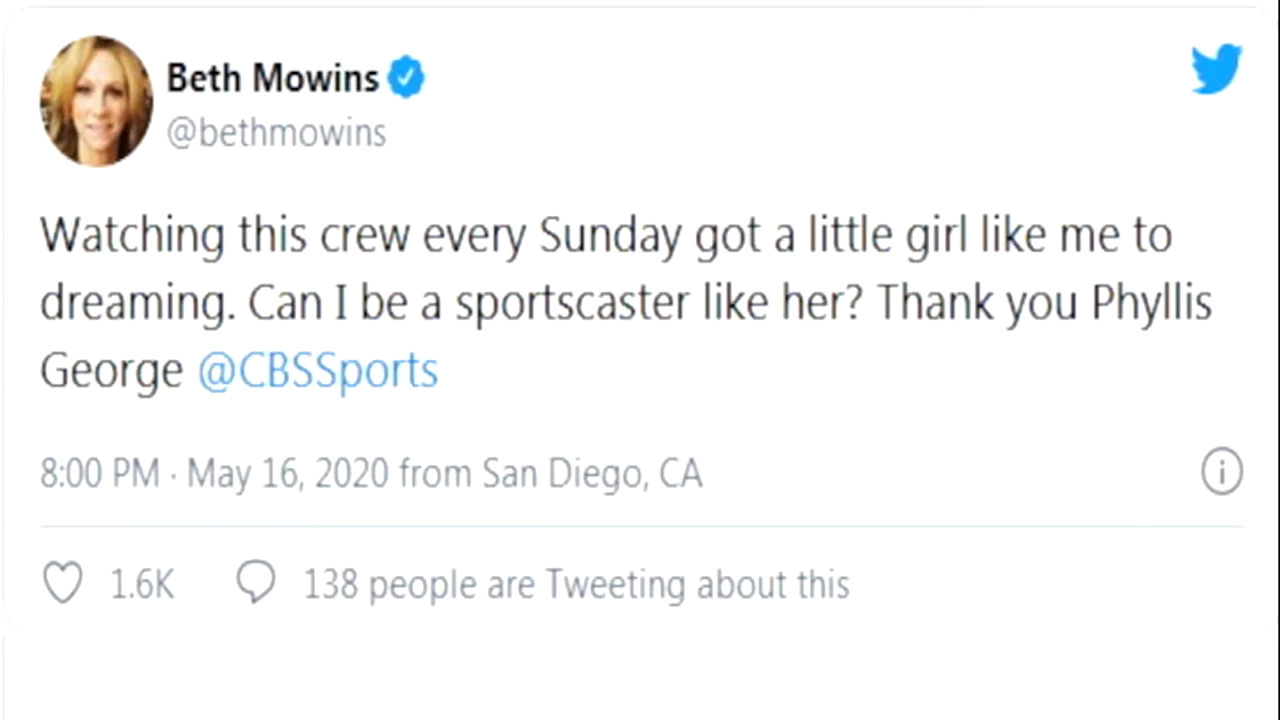 Beth Mowins
@bethmowins
Watching this crew every Sunday got a little girl like me to
dreaming. Can I be a sportscaster like her? Thank you Phyllis
George @CBSSports
8:00 PM · May 16, 2020 from San Diego, CA
1.6K 138 people are Tweeting about this